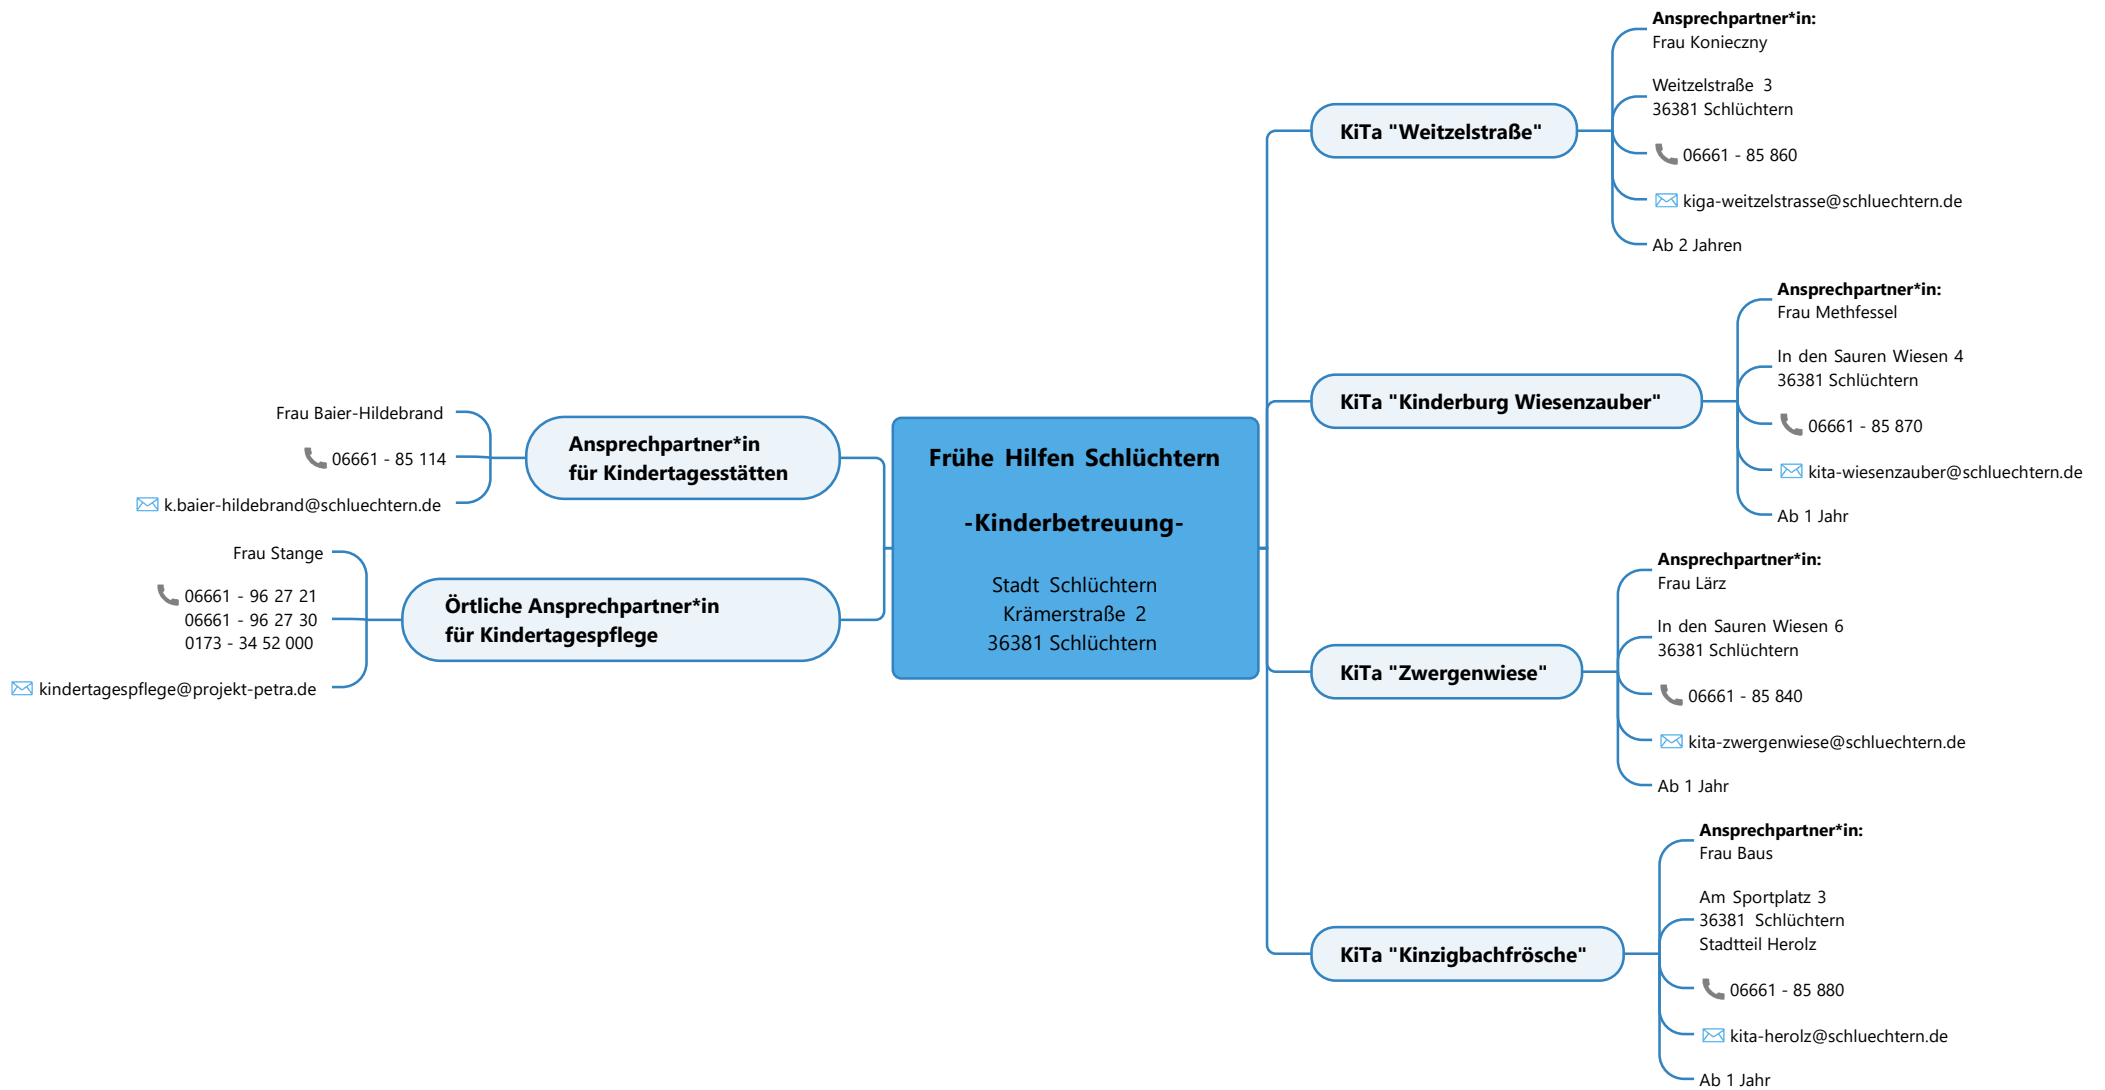 Frühe Hilfen Schlüchtern
-Kinderbetreuung-
Stadt Schlüchtern
Krämerstraße 2
36381 Schlüchtern
Ansprechpartner*in
für Kindertagesstätten
Frau Baier-Hildebrand
06661 - 85 114
k.baier-hildebrand@schluechtern.de
Örtliche Ansprechpartner*in
für Kindertagespflege
Frau Stange
06661 - 96 27 21
06661 - 96 27 30
0173 - 34 52 000
kindertagespflege@projekt-petra.de
KiTa "Weitzelstraße"
Ansprechpartner*in:
Frau Konieczny
Weitzelstraße 3
36381 Schlüchtern
06661 - 85 860
kiga-weitzelstrasse@schluechtern.de
Ab 2 Jahren
KiTa "Kinderburg Wiesenzauber"
Ansprechpartner*in:
Frau Methfessel
In den Sauren Wiesen 4
36381 Schlüchtern
06661 - 85 870
kita-wiesenzauber@schluechtern.de
Ab 1 Jahr
KiTa "Zwergenwiese"
Ansprechpartner*in:
Frau Lärz
In den Sauren Wiesen 6
36381 Schlüchtern
06661 - 85 840
kita-zwergenwiese@schluechtern.de
Ab 1 Jahr
KiTa "Kinzigbachfrösche"
Ansprechpartner*in:
Frau Baus
Am Sportplatz 3
36381 Schlüchtern
Stadtteil Herolz
06661 - 85 880
kita-herolz@schluechtern.de
Ab 1 Jahr